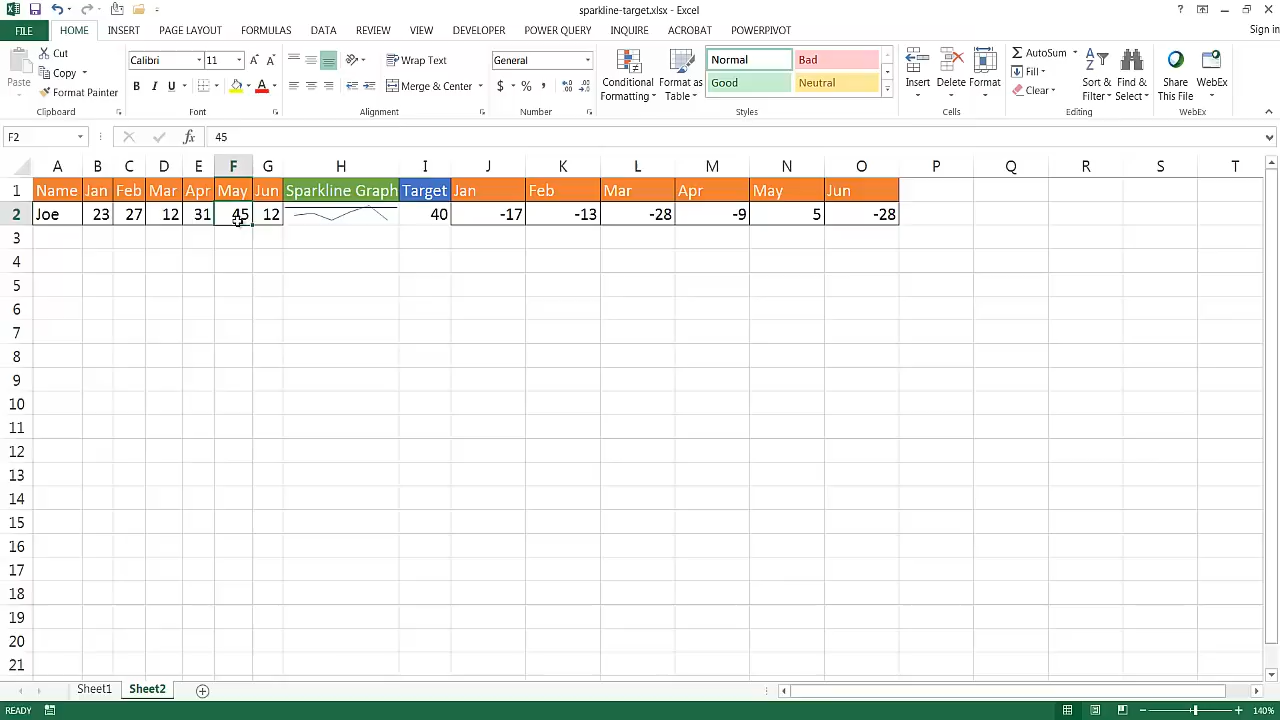 sparkline-target.xlsx - Excel
Sign in
FILE HOME INSERT PAGE LAYOUT FORMULAS DATA REVIEW VIEW DEVELOPER POWER QUERY INQUIRE ACROBAT POWERPIVOT
Paste
Cut
Copy
Format Painter
Clipboard
Calibri 11
B I U
Font
Wrap Text
Merge & Center
Alignment
General
$ % ,
Number
Conditional Formatting
Format as Table
Normal Bad
Good Neutral
Styles
Insert Delete Format
Cells
AutoSum
Fill
Clear
Sort & Filter
Find & Select
Editing
Share This File
WebEx
WebEx
F2 fx 45
A B C D E F G H I J K L M N O P Q R S T
1 Name Jan Feb Mar Apr May Jun Sparkline Graph Target Jan Feb Mar Apr May Jun
2 Joe 23 27 12 31 45 12 40 -17 -13 -28 -9 5 -28
3
4
5
6
7
8
9
10
11
12
13
14
15
16
17
18
19
20
21
Sheet1 Sheet2
READY 140%